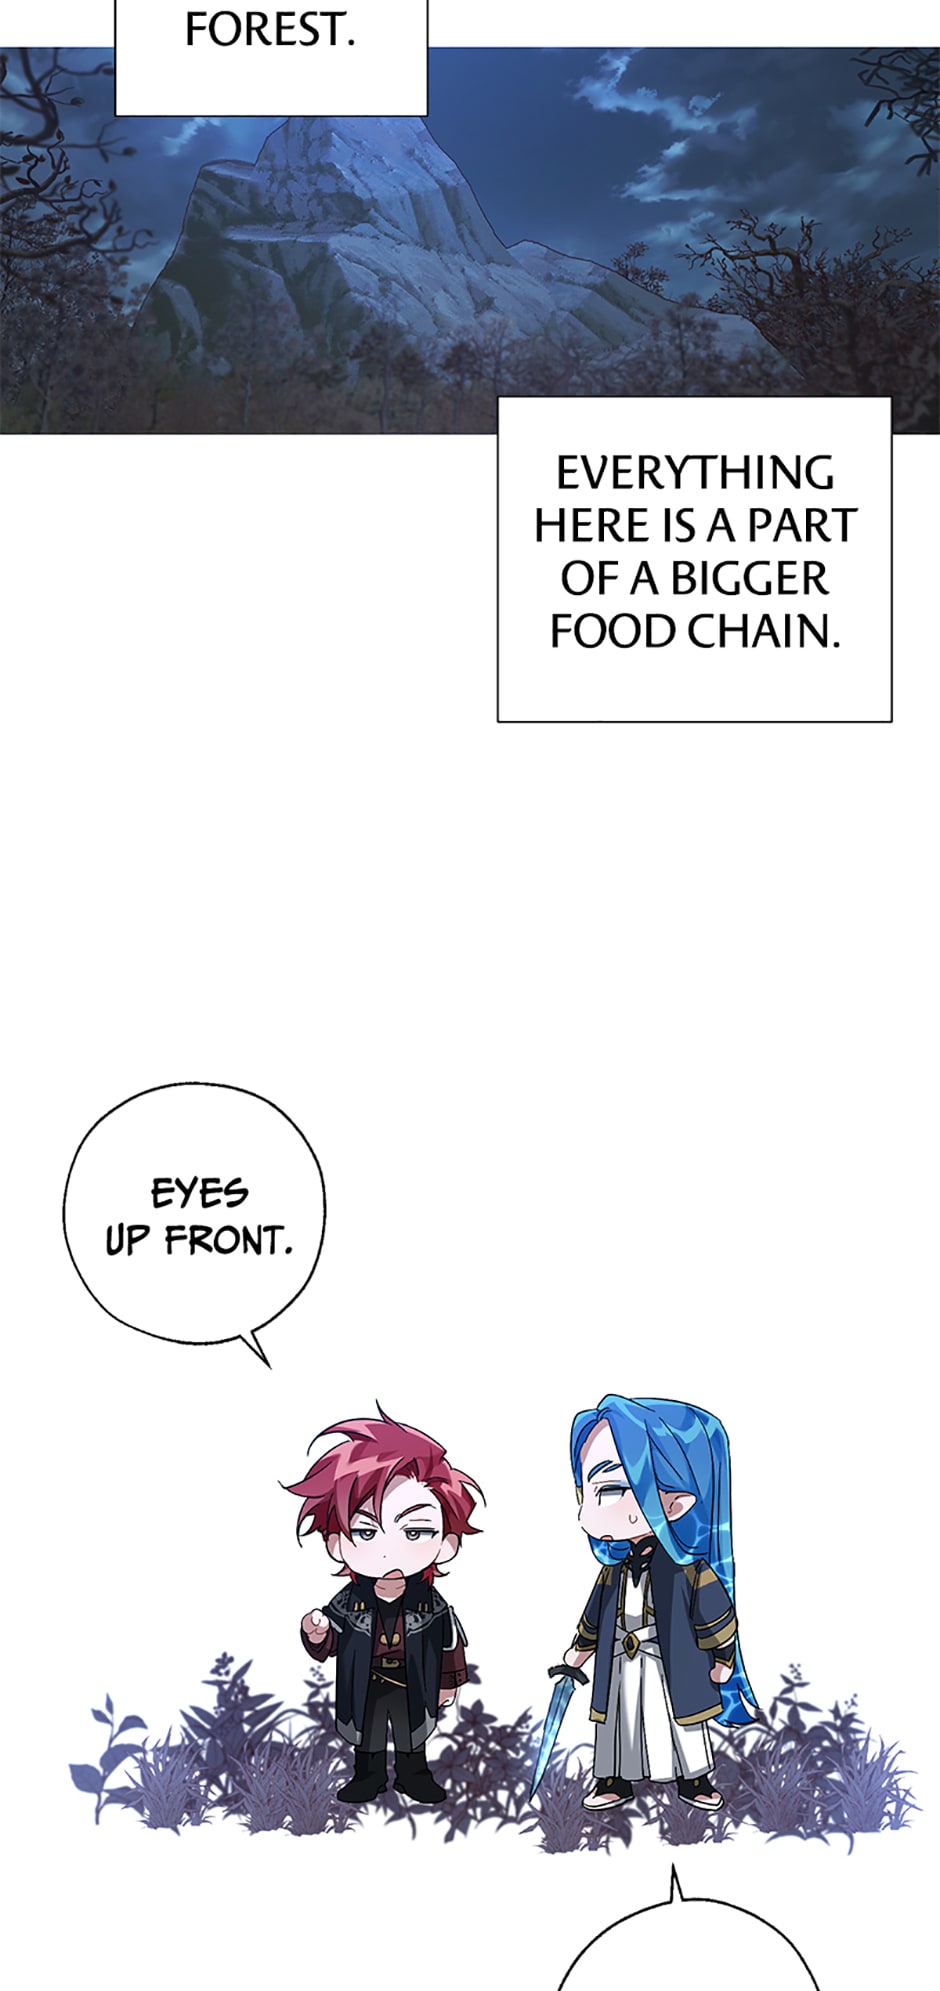 FOREST.
EVERYTHING
HERE IS A PART
OF A BIGGER
FOOD CHAIN.
EYES
UP FRONT.